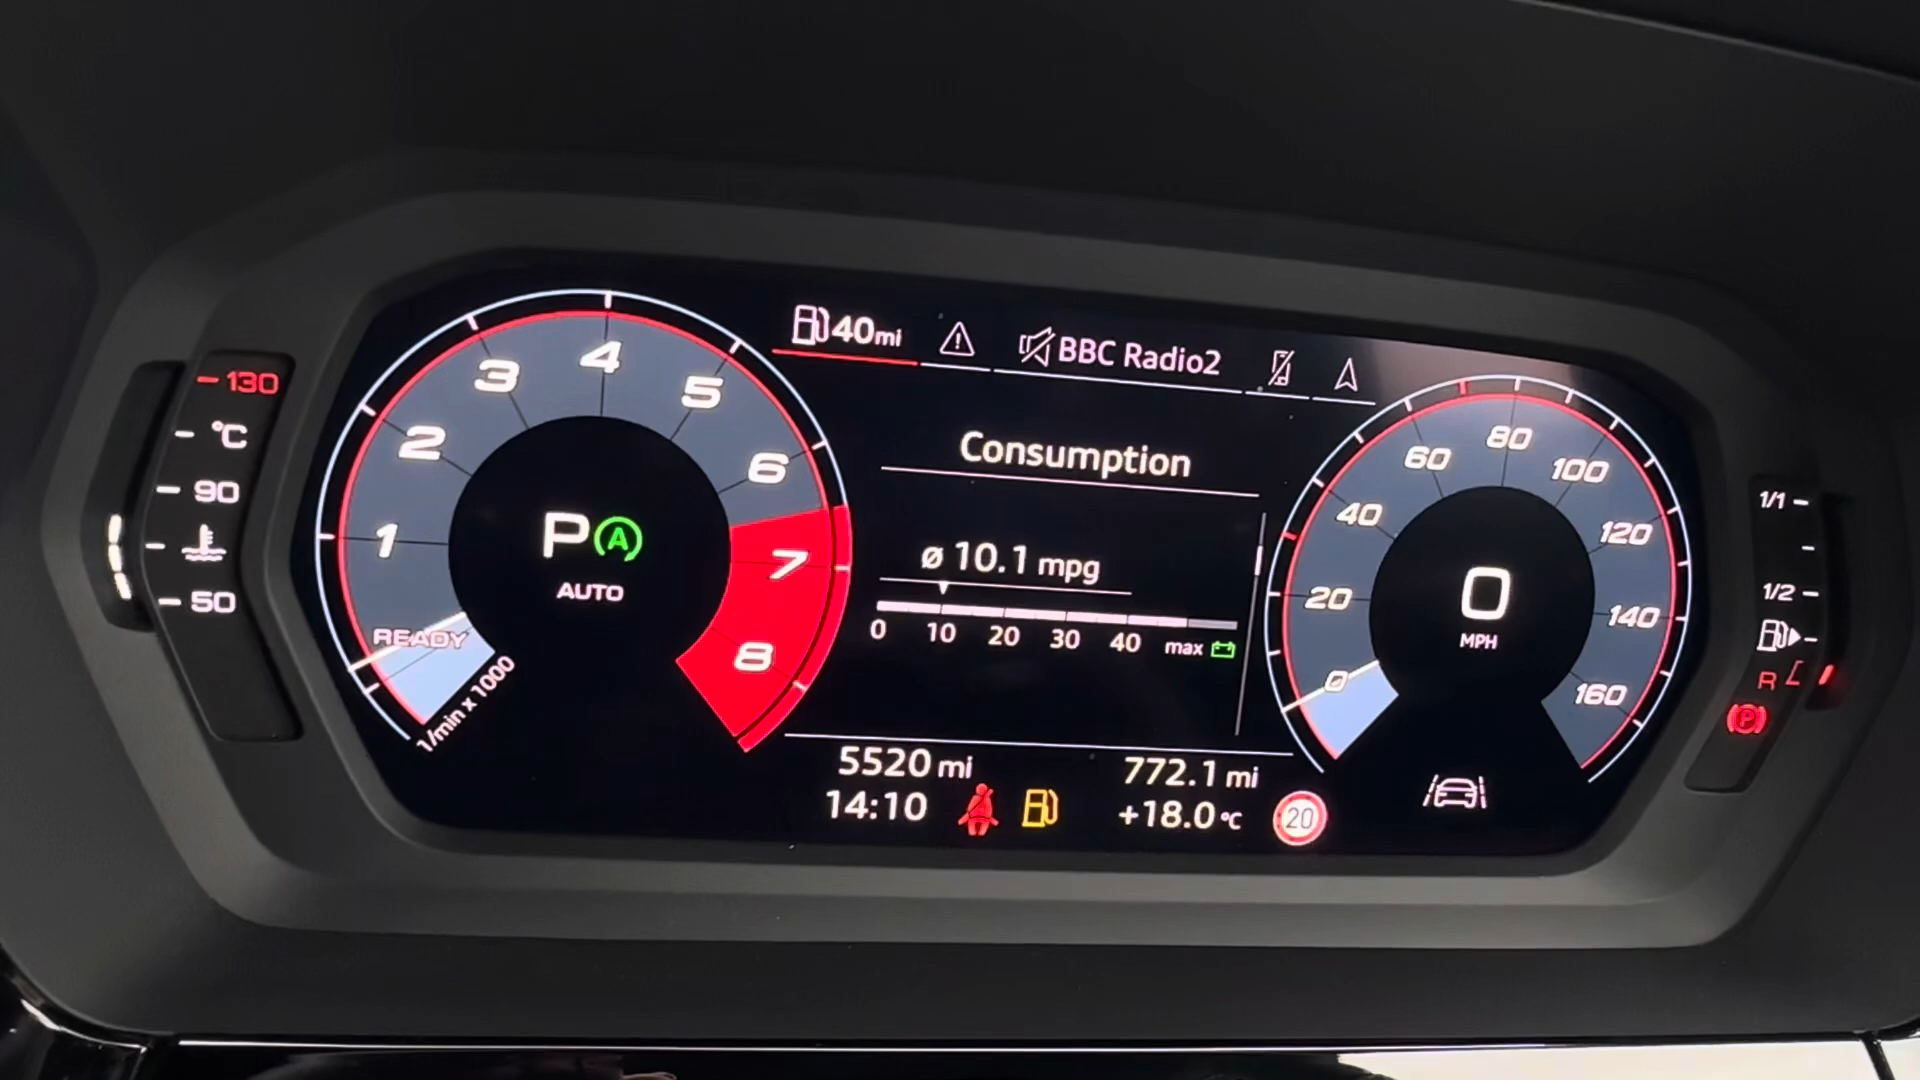 40mi
BBC Radio2
Consumption
ø 10.1 mpg
0 10 20 30 40 max
130
°C
90
50
1
2
3
4
5
6
7
8
READY
1/min x 1000
P A
AUTO
0
20
40
60
80
100
120
140
160
0
MPH
1/1
1/2
R
P
5520 mi
772.1 mi
14:10
+18.0 °C
20